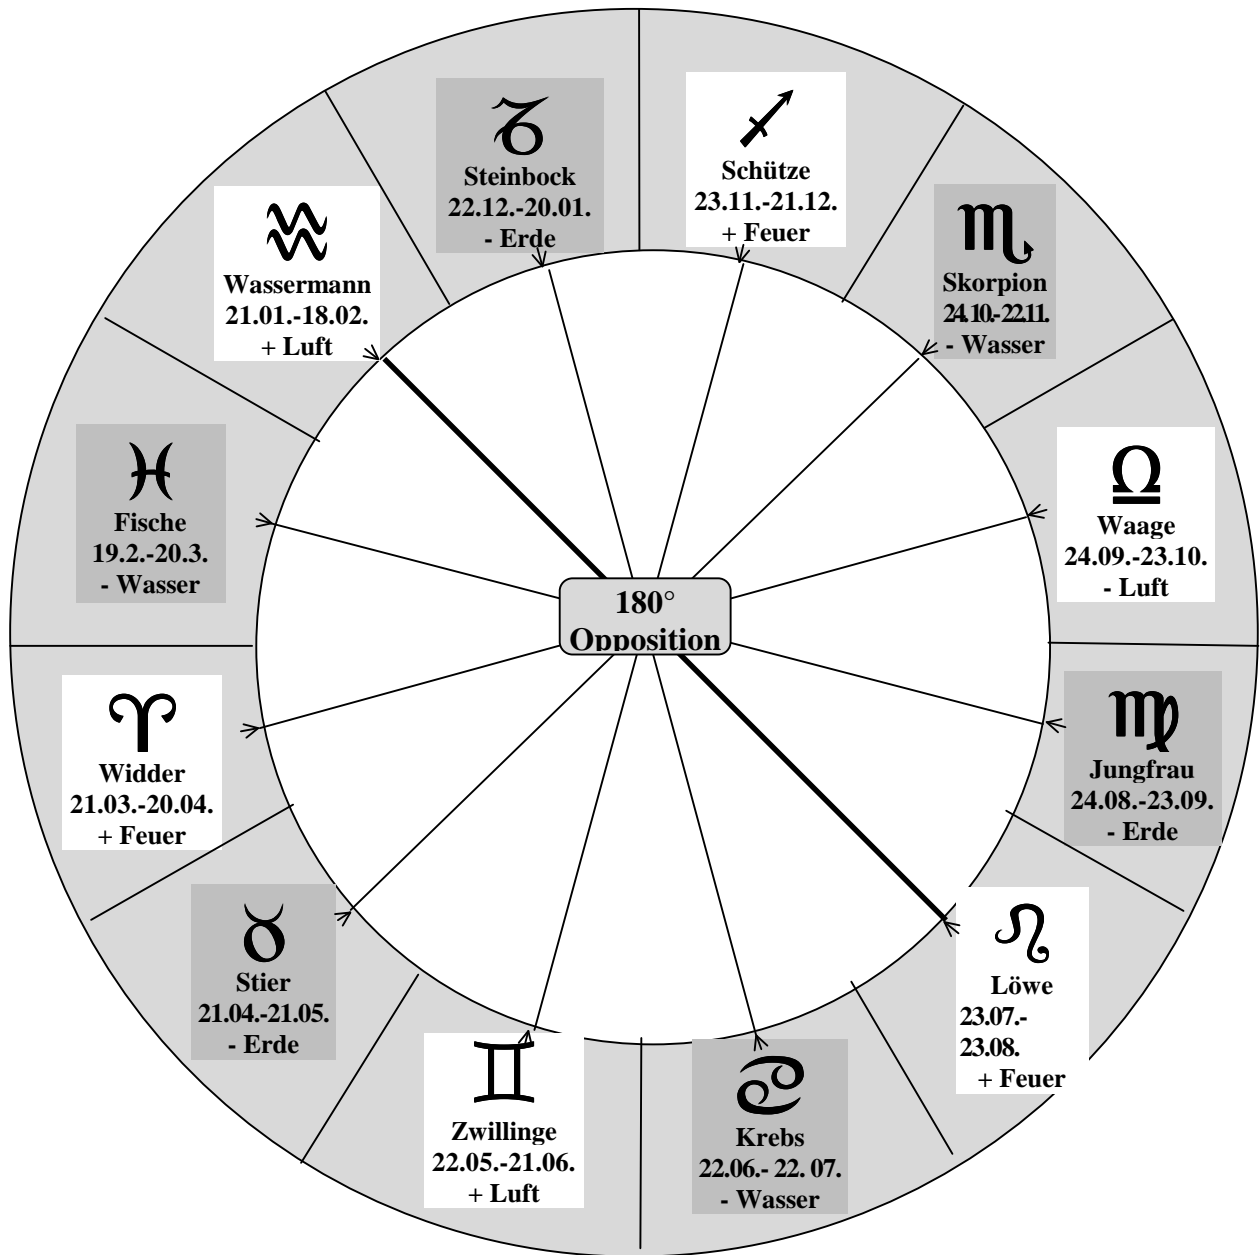 Steinbock
22.12.-20.01.
- Erde
Schütze
23.11.-21.12.
+ Feuer
Wassermann
21.01.-18.02.
+ Luft
Skorpion
24.10.-22.11.
- Wasser
Fische
19.2.-20.3.
- Wasser
Waage
24.09.-23.10.
- Luft
180°
Opposition
Widder
21.03.-20.04.
+ Feuer
Jungfrau
24.08.-23.09.
- Erde
Stier
21.04.-21.05.
- Erde
Löwe
23.07.-
23.08.
+ Feuer
Zwillinge
22.05.-21.06.
+ Luft
Krebs
22.06.- 22. 07.
- Wasser